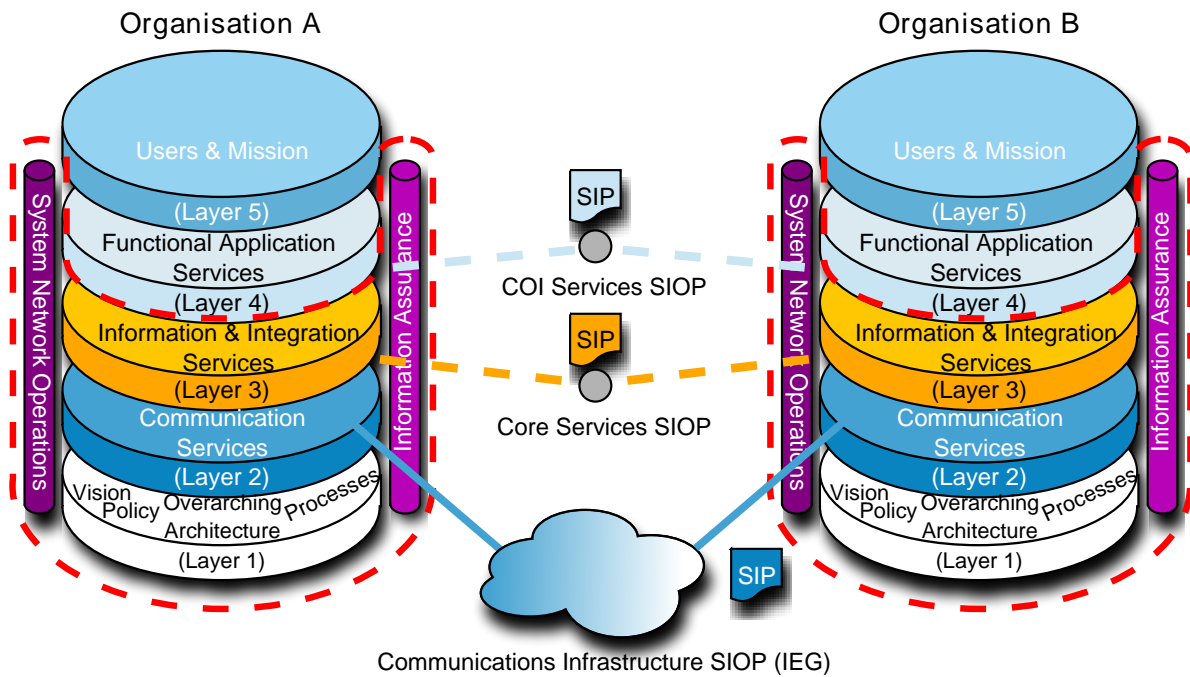 Organisation A
Users & Mission
(Layer 5)
Functional Application
Services
(Layer 4)
Information & Integration
Services
(Layer 3)
Communication
Services
(Layer 2)
Vision
Policy
Overarching
Architecture
Processes
(Layer 1)
System Network Operations
Information Assurance
SIP
COI Services SIOP
SIP
Core Services SIOP
SIP
Communications Infrastructure SIOP (IEG)
Organisation B
Users & Mission
(Layer 5)
Functional Application
Services
(Layer 4)
Information & Integration
Services
(Layer 3)
Communication
Services
(Layer 2)
Vision
Policy
Overarching
Architecture
Processes
(Layer 1)
System Network Operations
Information Assurance